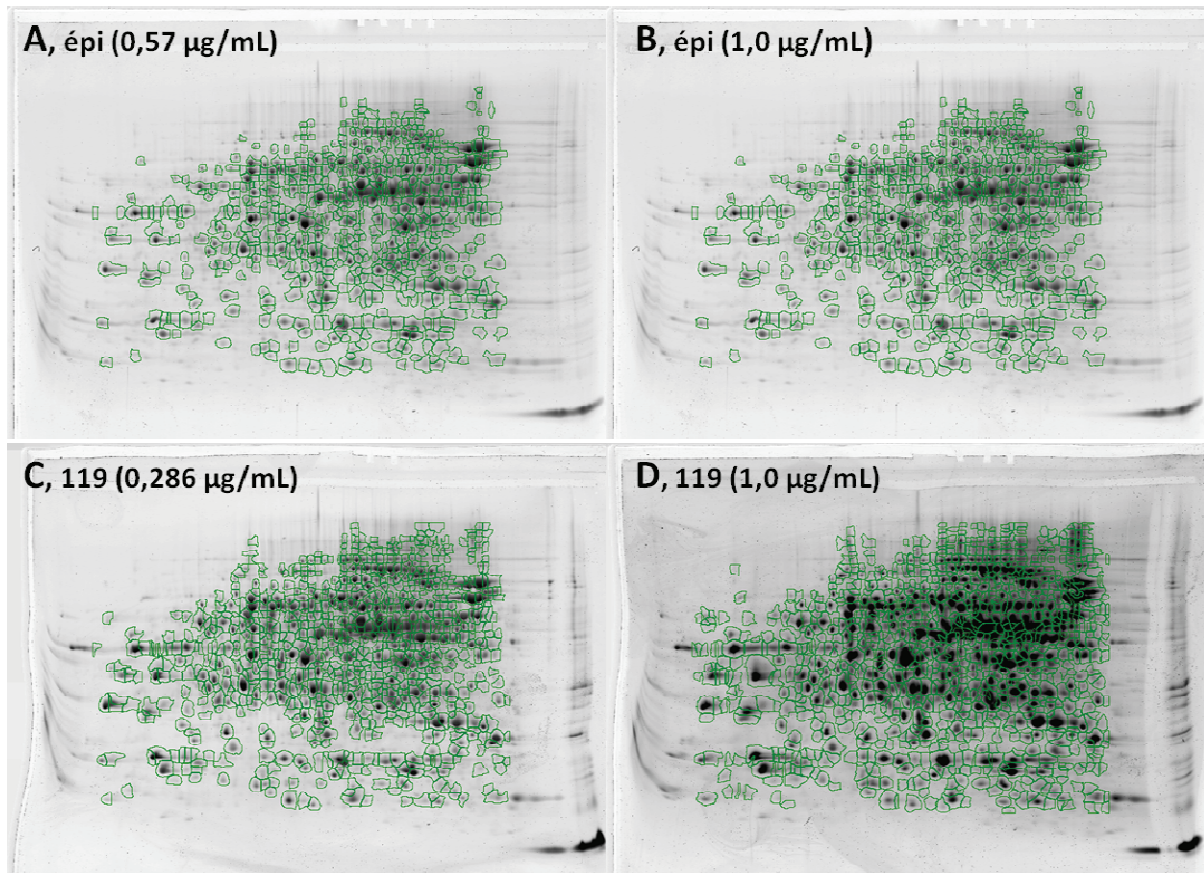 A, épi (0,57 µg/mL)
B, épi (1,0 µg/mL)
C, 119 (0,286 µg/mL)
D, 119 (1,0 µg/mL)